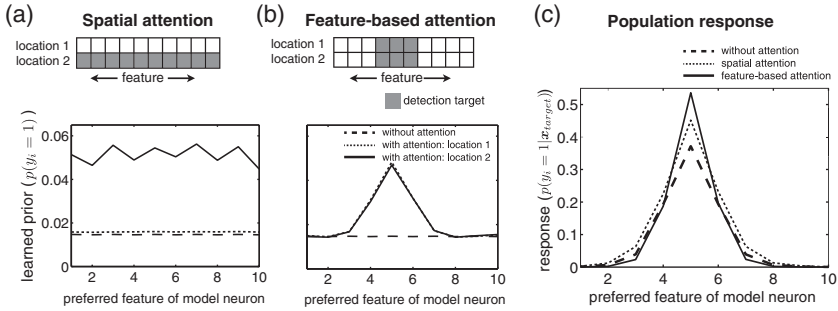 (a)
Spatial attention
location 1
location 2
feature
learned prior ( p(y_i = 1) )
0.06
0.04
0.02
0
2 4 6 8 10
preferred feature of model neuron
(b)
Feature-based attention
location 1
location 2
feature
detection target
without attention
with attention: location 1
with attention: location 2
2 4 6 8 10
preferred feature of model neuron
(c)
Population response
without attention
spatial attention
feature-based attention
response ( p(y_i = 1|x_target)
0.5
0.4
0.3
0.2
0.1
0
2 4 6 8 10
preferred feature of model neuron